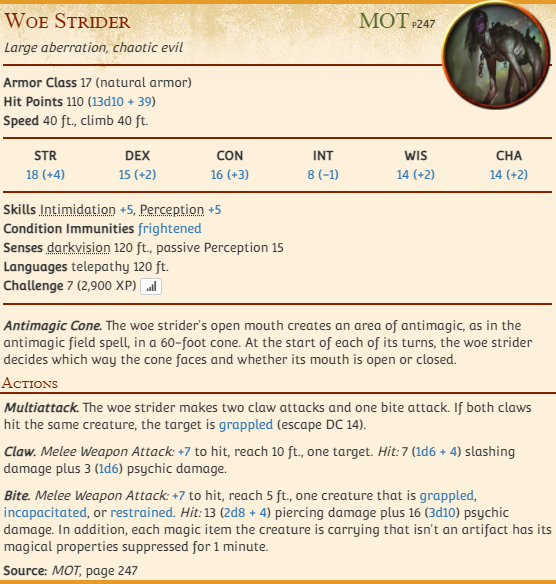 Woe Strider MOT p247
Large aberration, chaotic evil
Armor Class 17 (natural armor)
Hit Points 110 (13d10 + 39)
Speed 40 ft., climb 40 ft.
STR DEX CON INT WIS CHA
18 (+4) 15 (+2) 16 (+3) 8 (−1) 14 (+2) 14 (+2)
Skills Intimidation +5, Perception +5
Condition Immunities frightened
Senses darkvision 120 ft., passive Perception 15
Languages telepathy 120 ft.
Challenge 7 (2,900 XP)
Antimagic Cone. The woe strider's open mouth creates an area of antimagic, as in the
antimagic field spell, in a 60-foot cone. At the start of each of its turns, the woe strider
decides which way the cone faces and whether its mouth is open or closed.
Actions
Multiattack. The woe strider makes two claw attacks and one bite attack. If both claws
hit the same creature, the target is grappled (escape DC 14).
Claw. Melee Weapon Attack: +7 to hit, reach 10 ft., one target. Hit: 7 (1d6 + 4) slashing
damage plus 3 (1d6) psychic damage.
Bite. Melee Weapon Attack: +7 to hit, reach 5 ft., one creature that is grappled,
incapacitated, or restrained. Hit: 13 (2d8 + 4) piercing damage plus 16 (3d10) psychic
damage. In addition, each magic item the creature is carrying that isn't an artifact has its
magical properties suppressed for 1 minute.
Source: MOT, page 247